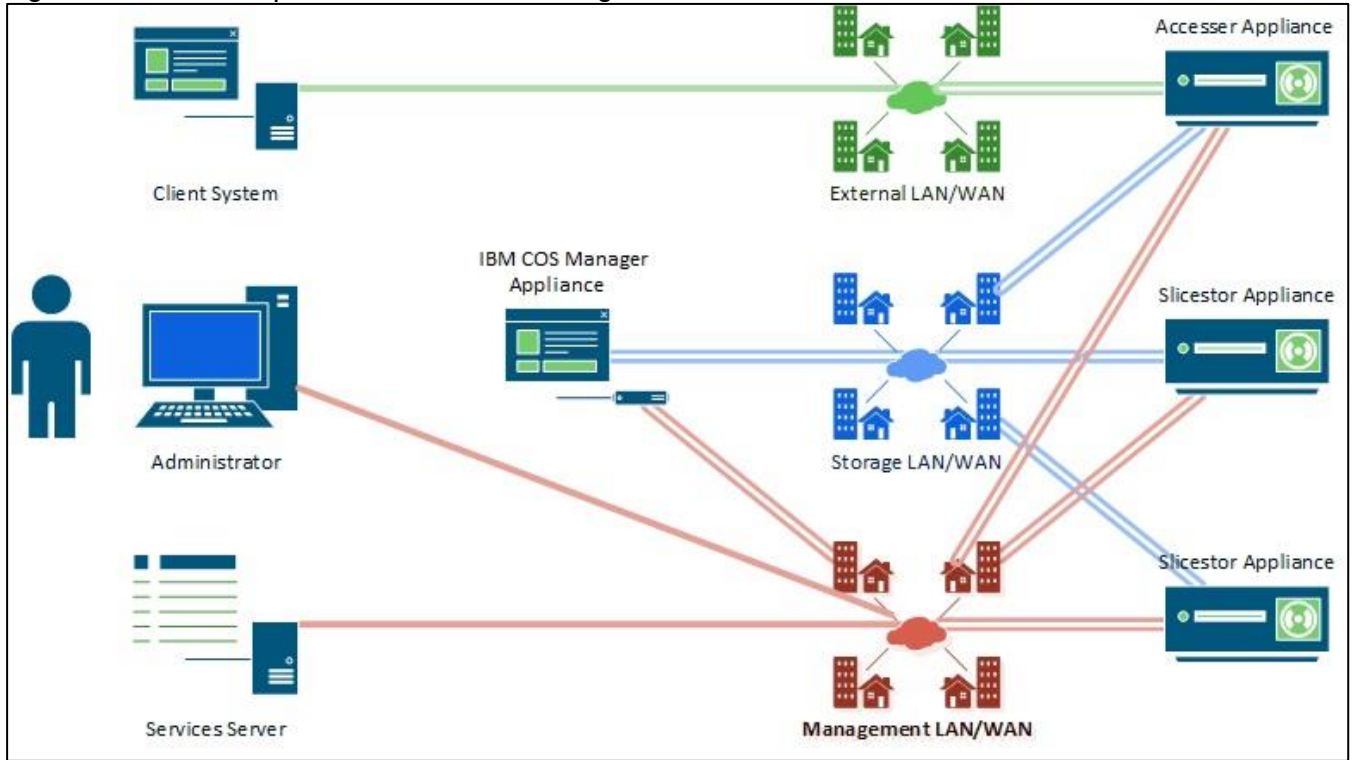 Accesser Appliance
Client System
External LAN/WAN
IBM COS Manager
Appliance
Slicestor Appliance
Administrator
Storage LAN/WAN
Slicestor Appliance
Services Server
Management LAN/WAN